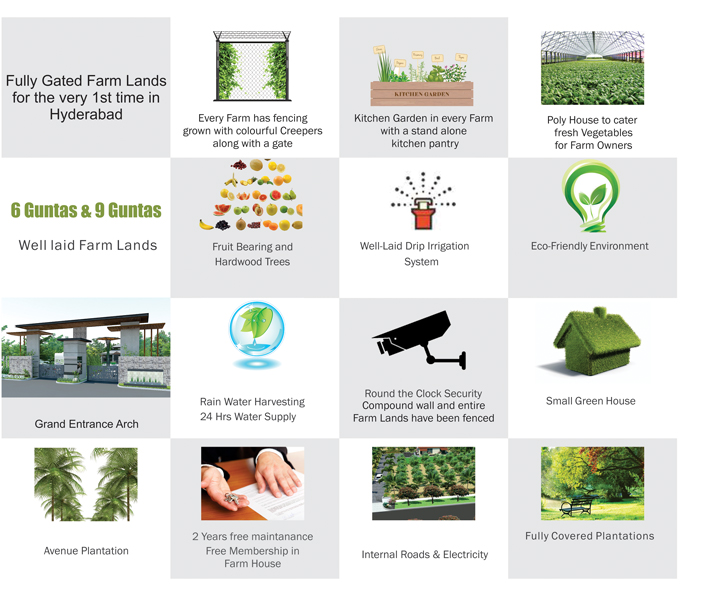 Fully Gated Farm Lands
for the very 1st time in
Hyderabad
Every Farm has fencing
grown with colourful Creepers
along with a gate
KITCHEN GARDEN
Kitchen Garden in every Farm
with a stand alone
kitchen pantry
Poly House to cater
fresh Vegetables
for Farm Owners
6 Guntas & 9 Guntas
Well laid Farm Lands
Fruit Bearing and
Hardwood Trees
Well-Laid Drip Irrigation
System
Eco-Friendly Environment
Grand Entrance Arch
Rain Water Harvesting
24 Hrs Water Supply
Round the Clock Security
Compound wall and entire
Farm Lands have been fenced
Small Green House
Avenue Plantation
2 Years free maintanance
Free Membership in
Farm House
Internal Roads & Electricity
Fully Covered Plantations